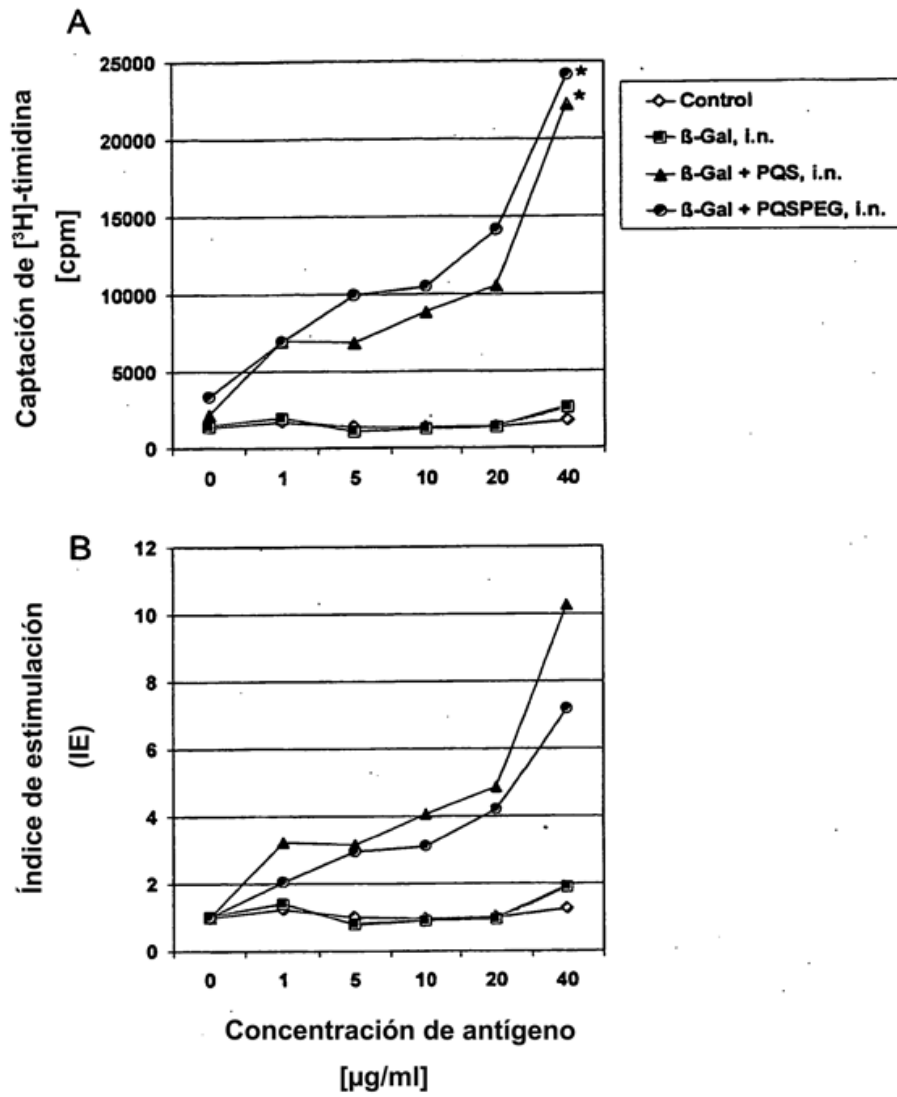 A
Captación de [³H]-timidina
[cpm]
25000
20000
15000
10000
5000
0
0 1 5 10 20 40
Control
ß-Gal, i.n.
ß-Gal + PQS, i.n.
ß-Gal + PQSPEG, i.n.
★
★
B
Índice de estimulación
(IE)
12
10
8
6
4
2
0
0 1 5 10 20 40
Concentración de antígeno
[µg/ml]